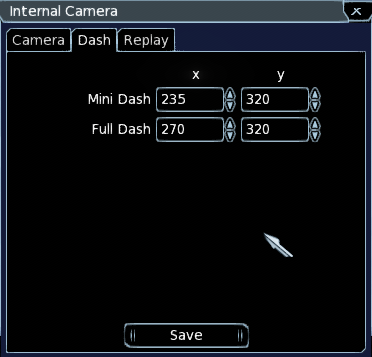 Internal Camera
Camera Dash Replay
x y
Mini Dash 235 320
Full Dash 270 320
Save